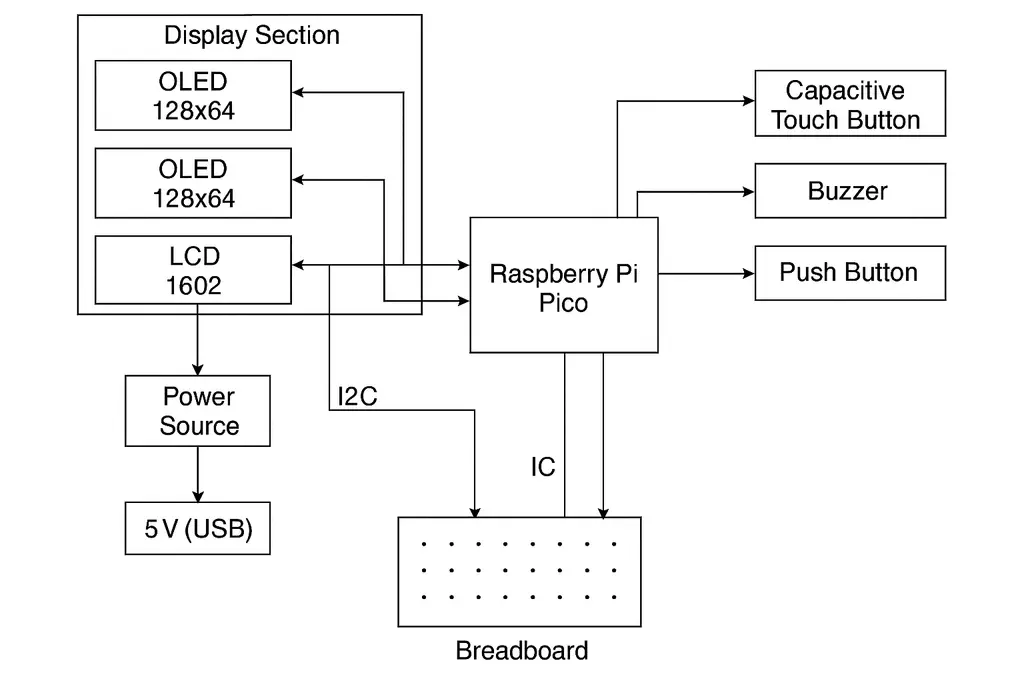 Display Section
OLED
128x64
OLED
128x64
LCD
1602
Power
Source
5V (USB)
I2C
IC
Raspberry Pi
Pico
Capacitive
Touch Button
Buzzer
Push Button
Breadboard